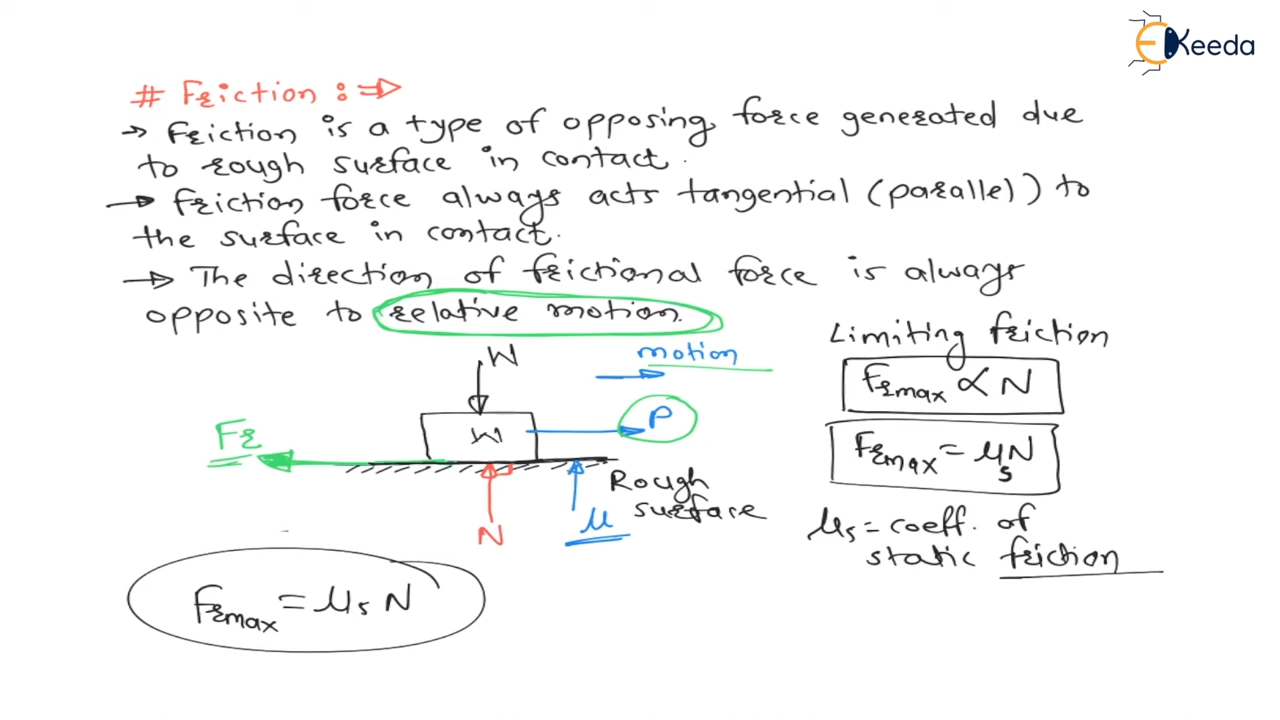 EKeeda
# Friction :⇒
→ Friction is a type of opposing force generated due
to rough surface in contact.
→ Friction force always acts tangential (parallel) to
the surface in contact.
→ The direction of frictional force is always
opposite to relative motion.
Limiting friction
W
motion
Frmax ∝ N
Fr
W
P
Frmax = μsN
Rough
surface
N
μ
μs = coeff. of
static friction
Frmax = μs N